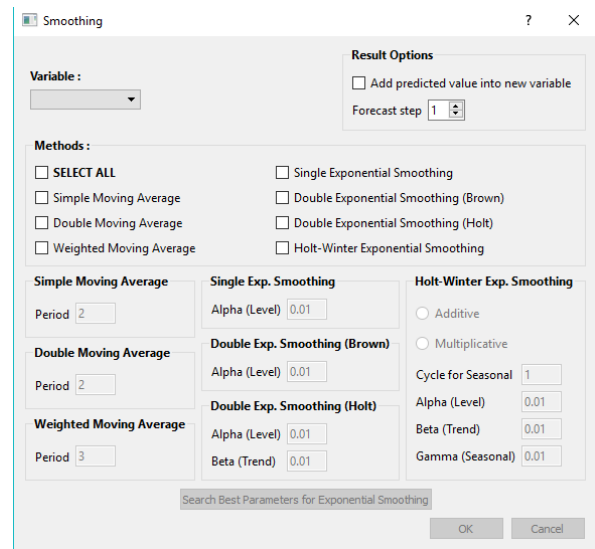 Smoothing
?
Variable :
Result Options
Add predicted value into new variable
Forecast step 1
Methods :
SELECT ALL
Single Exponential Smoothing
Simple Moving Average
Double Exponential Smoothing (Brown)
Double Moving Average
Double Exponential Smoothing (Holt)
Weighted Moving Average
Holt-Winter Exponential Smoothing
Simple Moving Average
Period 2
Double Moving Average
Period 2
Weighted Moving Average
Period 3
Single Exp. Smoothing
Alpha (Level) 0.01
Double Exp. Smoothing (Brown)
Alpha (Level) 0.01
Double Exp. Smoothing (Holt)
Alpha (Level) 0.01
Beta (Trend) 0.01
Holt-Winter Exp. Smoothing
Additive
Multiplicative
Cycle for Seasonal 1
Alpha (Level) 0.01
Beta (Trend) 0.01
Gamma (Seasonal) 0.01
Search Best Parameters for Exponential Smoothing
OK
Cancel